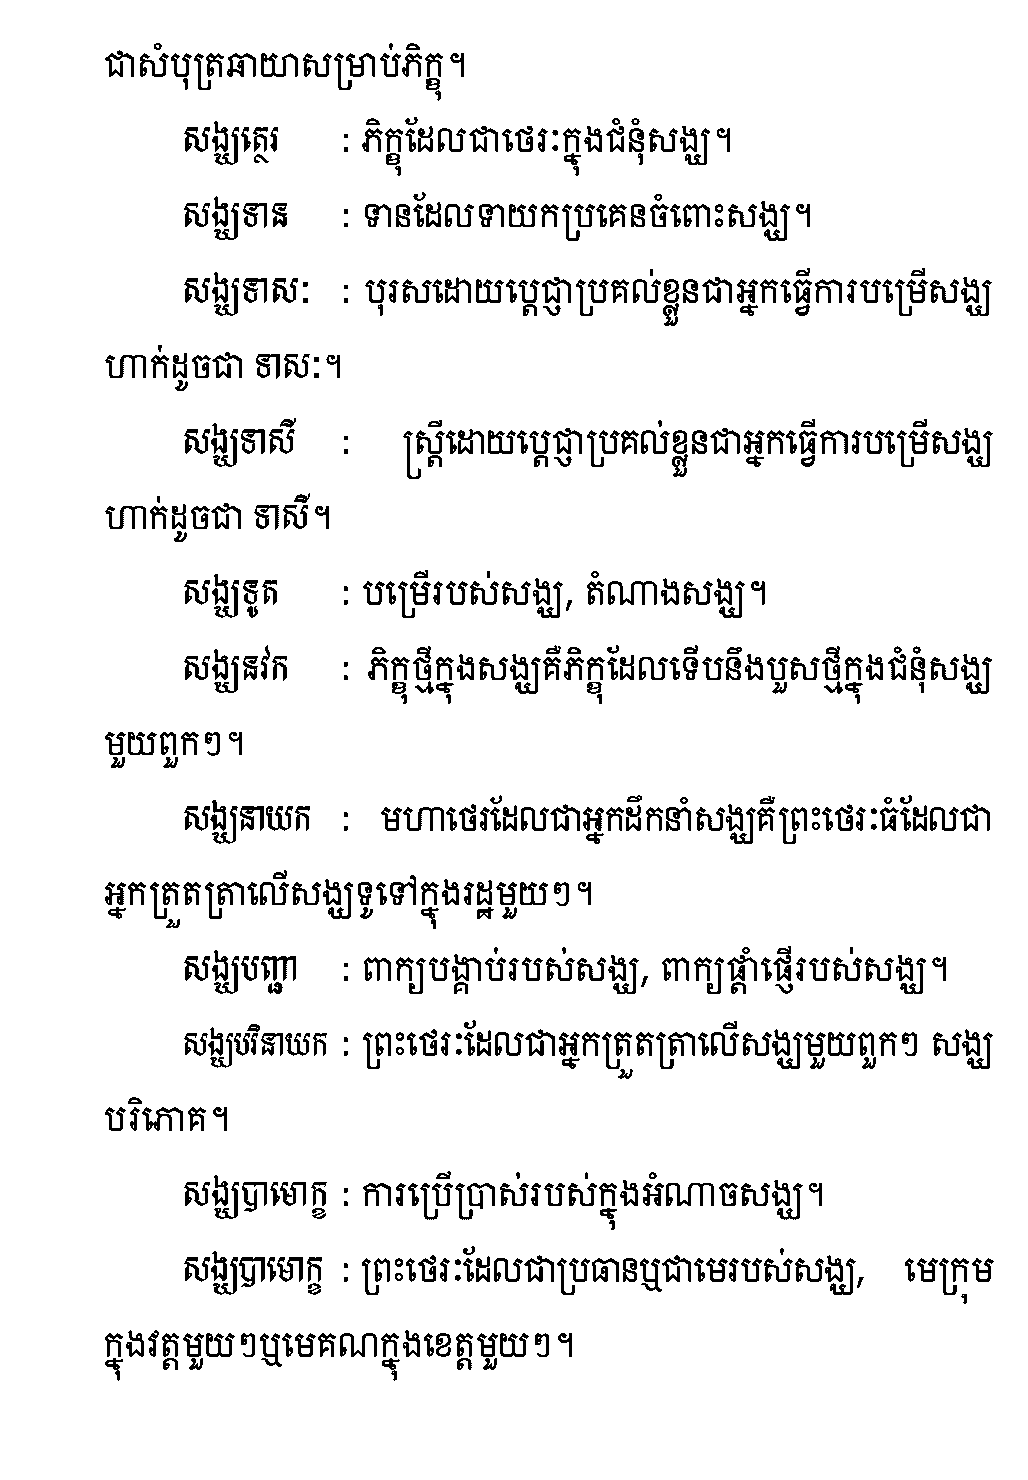 ជាសំបុត្រឆាយាសម្រាប់ភិក្ខុ។
សង្ឃត្ថេរ : ភិក្ខុដែលជាថេរៈក្នុងជំនុំសង្ឃ។
សង្ឃទាន : ទានដែលទាយកប្រគេនចំពោះសង្ឃ។
សង្ឃទាសៈ : បុរសដោយប្តេជ្ញាប្រគល់ខ្លួនជាអ្នកធ្វើការបម្រើសង្ឃ
ហាក់ដូចជា ទាសៈ។
សង្ឃទាសី : ស្ត្រីដោយប្តេជ្ញាប្រគល់ខ្លួនជាអ្នកធ្វើការបម្រើសង្ឃ
ហាក់ដូចជា ទាសី។
សង្ឃទូត : បម្រើរបស់សង្ឃ, តំណាងសង្ឃ។
សង្ឃនវ៉ក : ភិក្ខុថ្មីក្នុងសង្ឃគឺភិក្ខុដែលទើបនឹងបួសថ្មីក្នុងជំនុំសង្ឃ
មួយពួកៗ។
សង្ឃនាយក : មហាថេរដែលជាអ្នកដឹកនាំសង្ឃគឺព្រះថេរៈធំដែលជា
អ្នកត្រួតត្រាលើសង្ឃទូទៅក្នុងរដ្ឋមួយៗ។
សង្ឃបញ្ជា : ពាក្យបង្គាប់របស់សង្ឃ, ពាក្យផ្តាំផ្ញើរបស់សង្ឃ។
សង្ឃបរិនាយក : ព្រះថេរៈដែលជាអ្នកត្រួតត្រាលើសង្ឃមួយពួកៗ សង្ឃ
បរិភោគ។
សង្ឃបាមោក្ខ : ការប្រើប្រាស់របស់ក្នុងអំណាចសង្ឃ។
សង្ឃបាមោក្ខ : ព្រះថេរៈដែលជាប្រធានឬជាមេរបស់សង្ឃ, មេក្រុម
ក្នុងវត្តមួយៗឬមេគណក្នុងខេត្តមួយៗ។